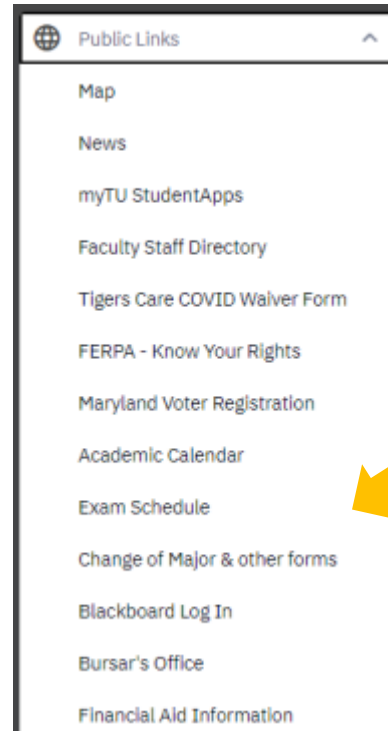 Public Links
Map
News
myTU StudentApps
Faculty Staff Directory
Tigers Care COVID Waiver Form
FERPA - Know Your Rights
Maryland Voter Registration
Academic Calendar
Exam Schedule
Change of Major & other forms
Blackboard Log In
Bursar's Office
Financial Aid Information